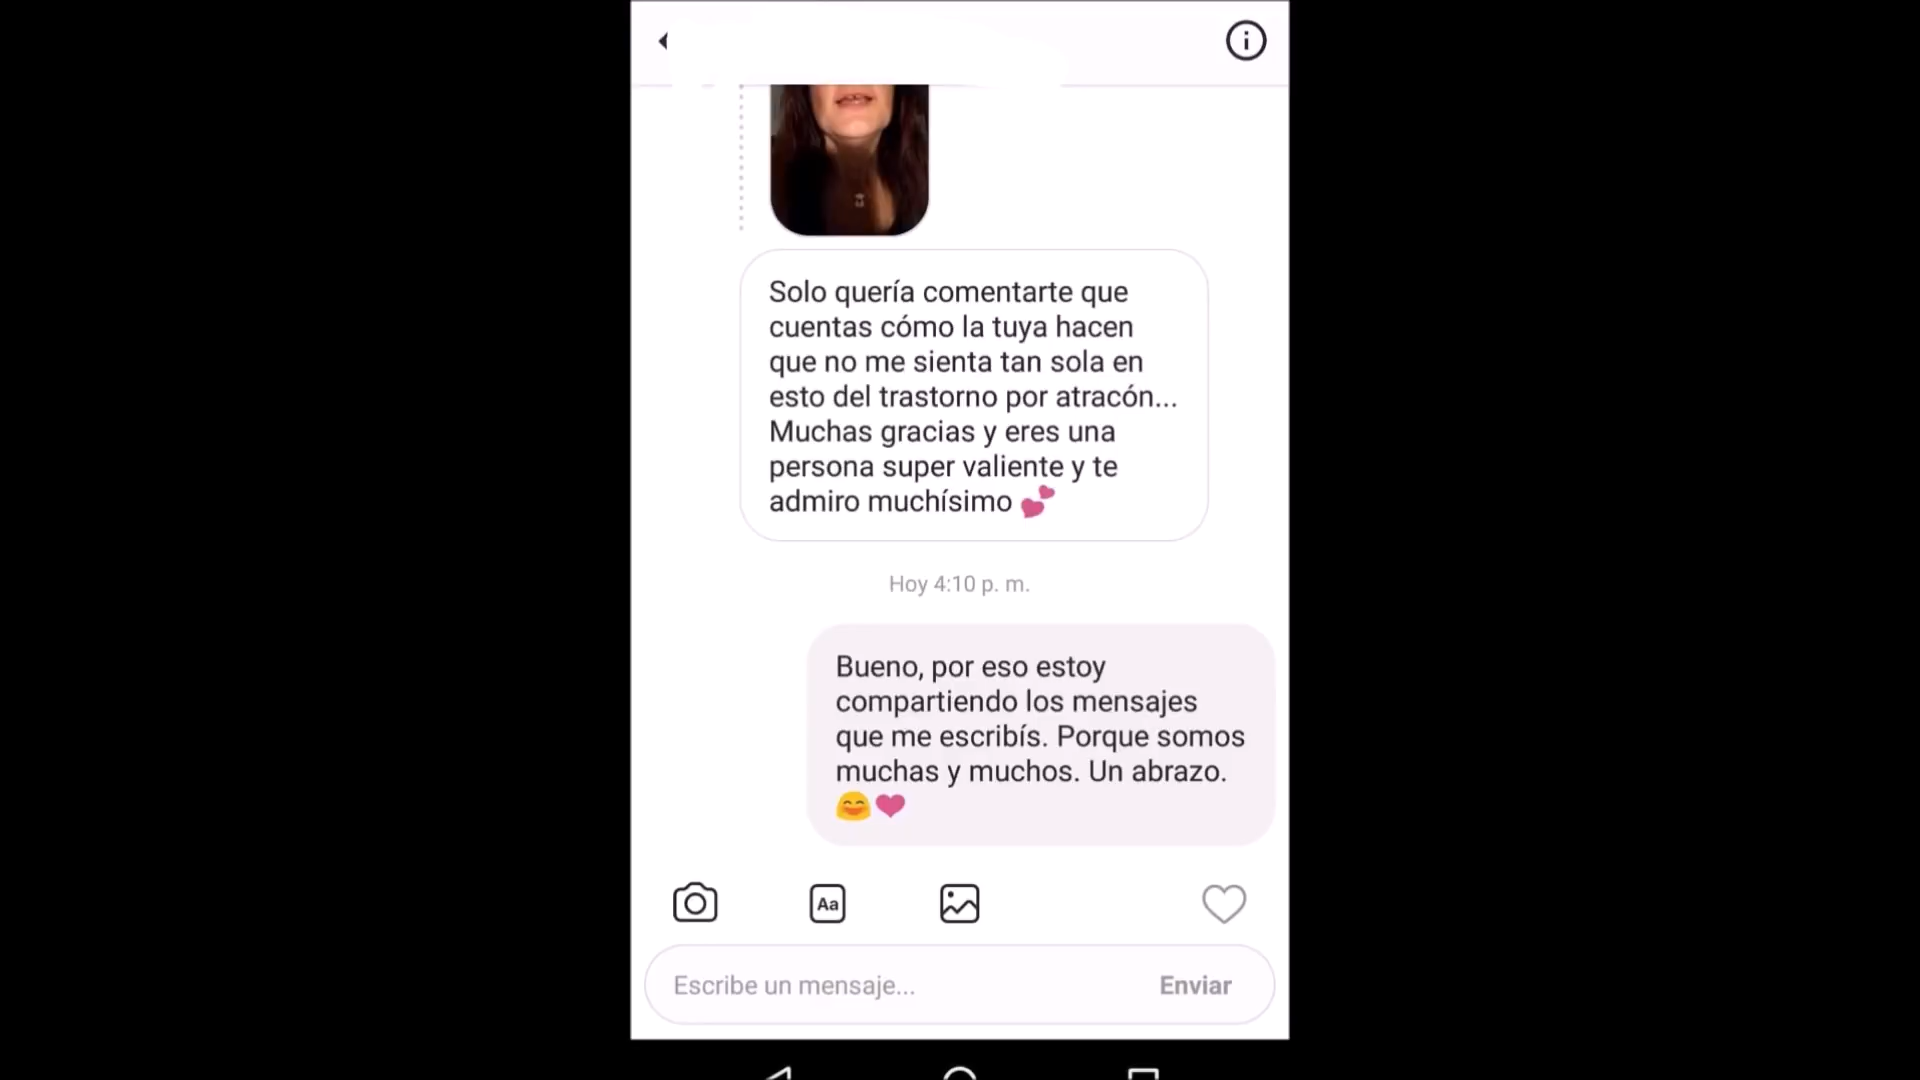 Solo quería comentarte que
cuentas cómo la tuya hacen
que no me sienta tan sola en
esto del trastorno por atracón...
Muchas gracias y eres una
persona super valiente y te
admiro muchísimo 💕
Hoy 4:10 p. m.
Bueno, por eso estoy
compartiendo los mensajes
que me escribís. Porque somos
muchas y muchos. Un abrazo.
😄❤
Aa
Escribe un mensaje... Enviar